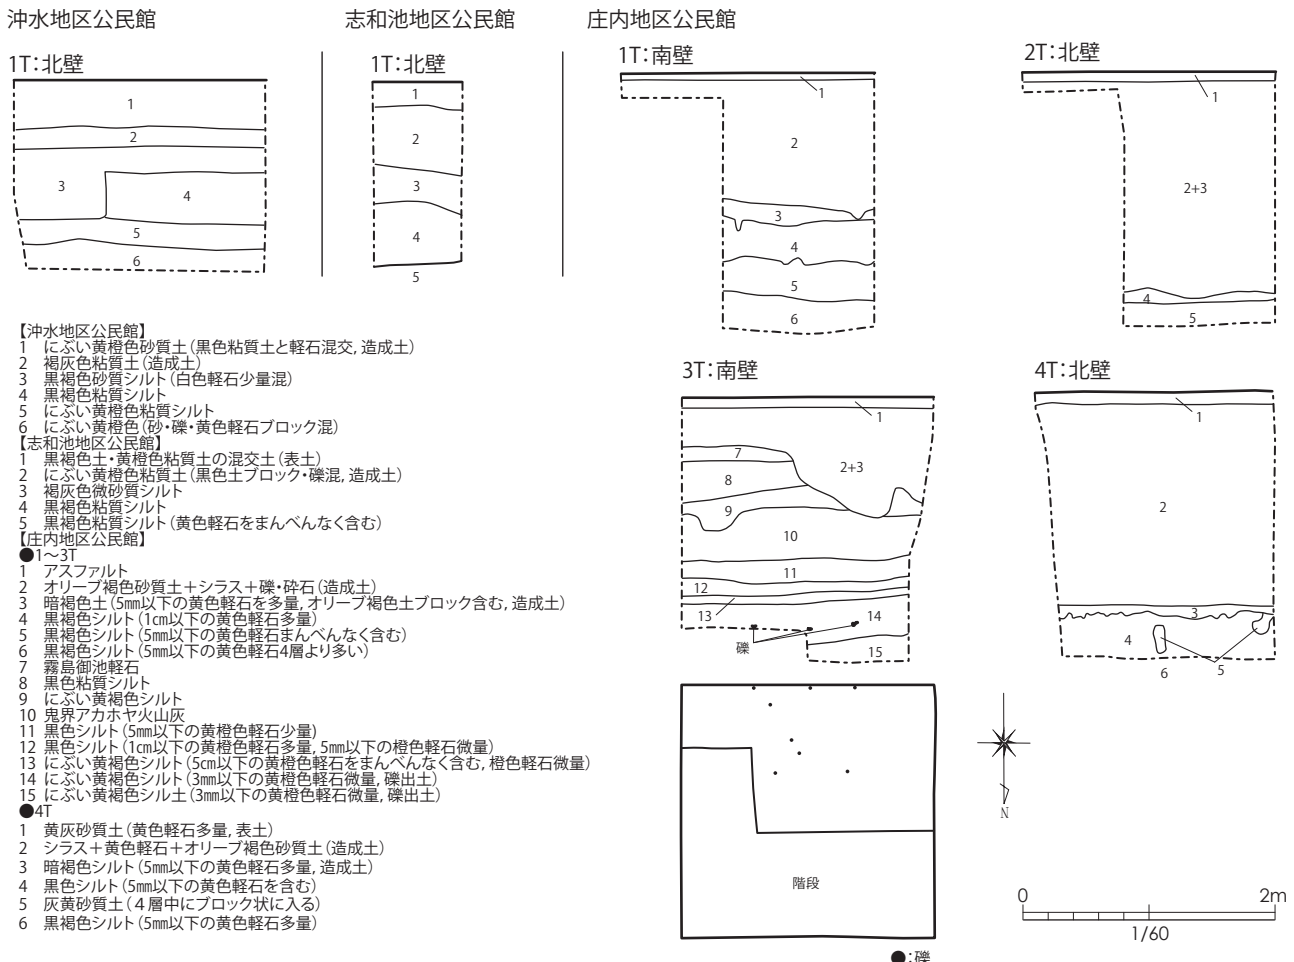 沖水地区公民館
志和池地区公民館
庄内地区公民館
1T：北壁
1
2
3
4
5
6
1T：北壁
1
2
3
4
5
1T：南壁
1
2
3
4
5
6
2T：北壁
1
2+3
4
5
3T：南壁
1
7
2+3
8
9
10
11
12
13
14
15
礫
4T：北壁
1
2
3
4
5
6
階段
●：礫
N
0
2m
1/60
【沖水地区公民館】
1 にぶい黄橙色砂質土（黒色粘質土と軽石混交, 造成土）
2 褐灰色粘質土（造成土）
3 黒褐色砂質シルト（白色軽石少量混）
4 黒褐色粘質シルト
5 にぶい黄橙色粘質シルト
6 にぶい黄橙色（砂・礫・黄色軽石ブロック混）
【志和池地区公民館】
1 黒褐色土・黄橙色粘質土の混交土（表土）
2 にぶい黄橙色粘質土（黒色土ブロック・礫混, 造成土）
3 褐灰色微砂質シルト
4 黒褐色粘質シルト
5 黒褐色粘質シルト（黄色軽石をまんべんなく含む）
【庄内地区公民館】
●1～3T
1 アスファルト
2 オリーブ褐色砂質土＋シラス＋礫・砕石（造成土）
3 暗褐色土（5㎜以下の黄色軽石を多量, オリーブ褐色土ブロック含む, 造成土）
4 黒褐色シルト（1㎝以下の黄色軽石多量）
5 黒褐色シルト（5㎜以下の黄色軽石まんべんなく含む）
6 黒褐色シルト（5㎜以下の黄色軽石4層より多い）
7 霧島御池軽石
8 黒色粘質シルト
9 にぶい黄褐色シルト
10 鬼界アカホヤ火山灰
11 黒色シルト（5㎜以下の黄橙色軽石少量）
12 黒色シルト（1㎝以下の黄橙色軽石多量, 5㎜以下の橙色軽石微量）
13 にぶい黄褐色シルト（5㎝以下の黄橙色軽石をまんべんなく含む, 橙色軽石微量）
14 にぶい黄褐色シルト（3㎜以下の黄橙色軽石微量, 礫出土）
15 にぶい黄褐色シル土（3㎜以下の黄橙色軽石微量, 礫出土）
●4T
1 黄灰砂質土（黄色軽石多量, 表土）
2 シラス＋黄色軽石＋オリーブ褐色砂質土（造成土）
3 暗褐色シルト（5㎜以下の黄色軽石多量, 造成土）
4 黒色シルト（5㎜以下の黄色軽石を含む）
5 灰黄砂質土（４層中にブロック状に入る）
6 黒褐色シルト（5㎜以下の黄色軽石多量）